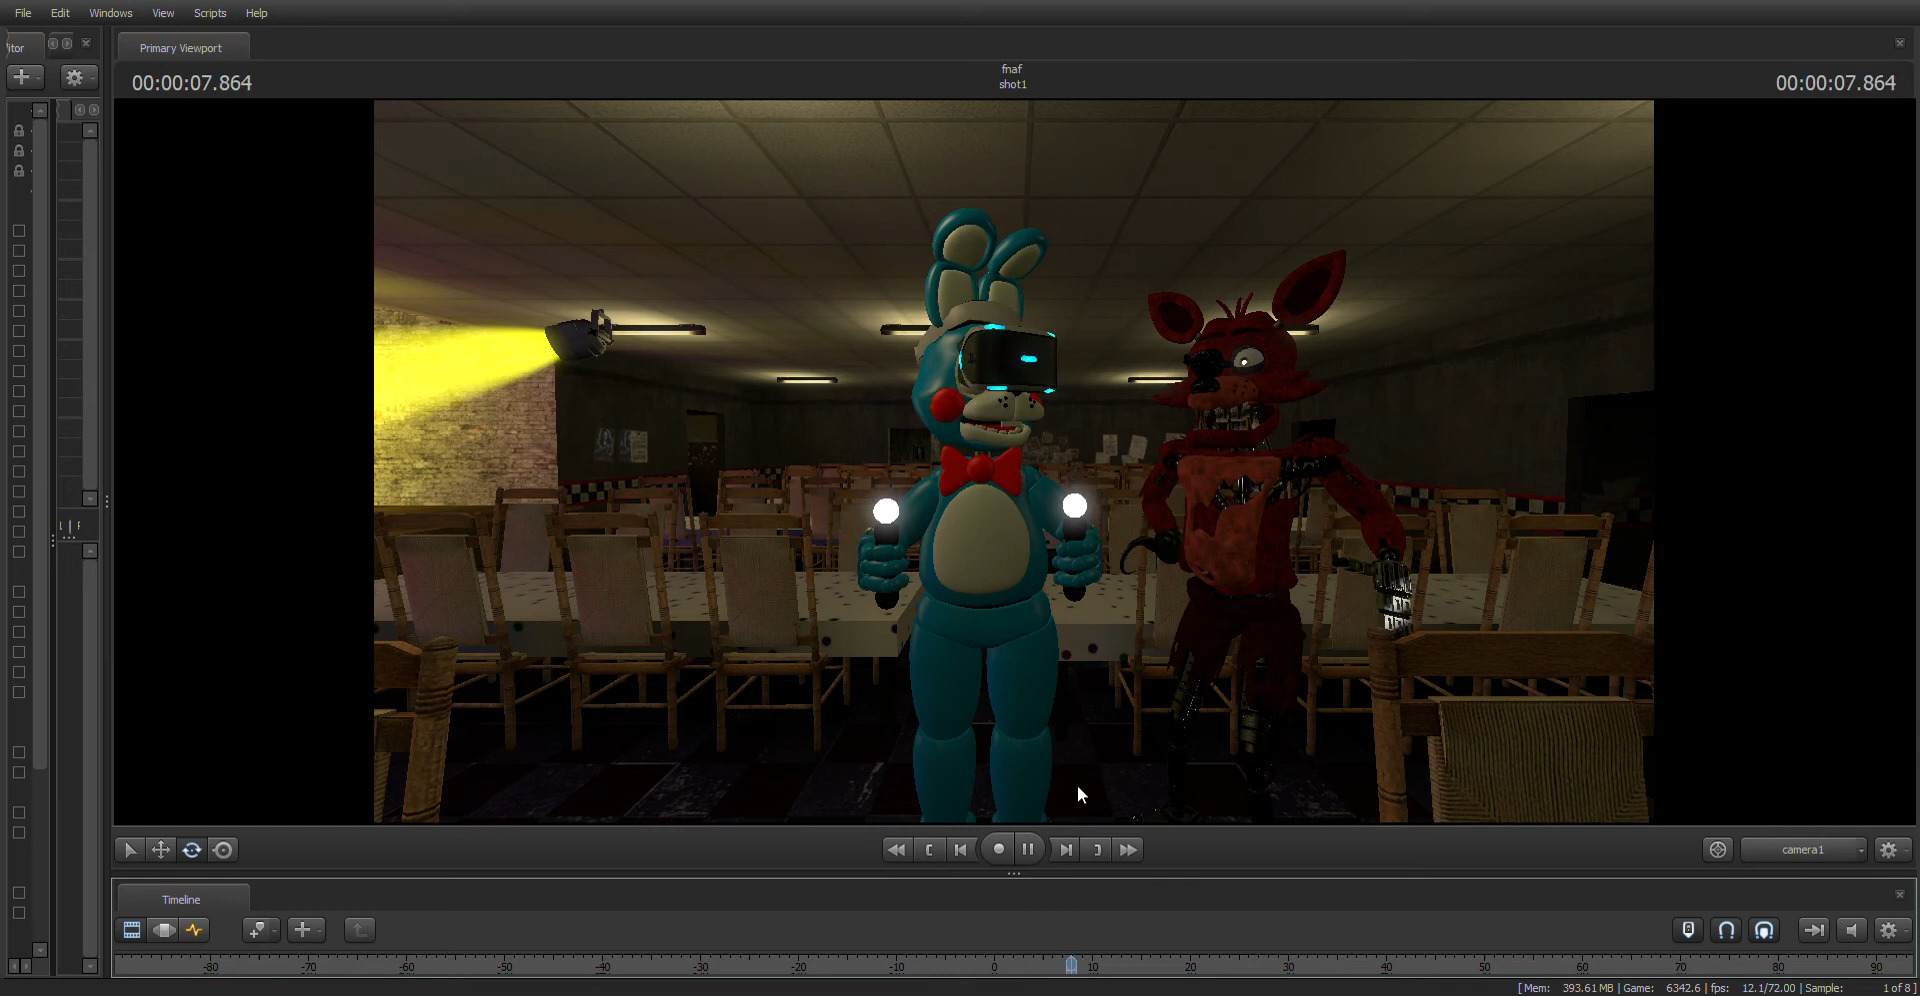 File Edit Windows View Scripts Help
itor
Primary Viewport
00:00:07.864
fnaf
shot1
00:00:07.864
camera1
Timeline
-80 -70 -60 -50 -40 -30 -20 -10 0 10 20 30 40 50 60 70 80 90
[ Mem: 393.61 MB | Game: 6342.6 | fps: 12.1/72.00 | Sample: 1 of 8 ]